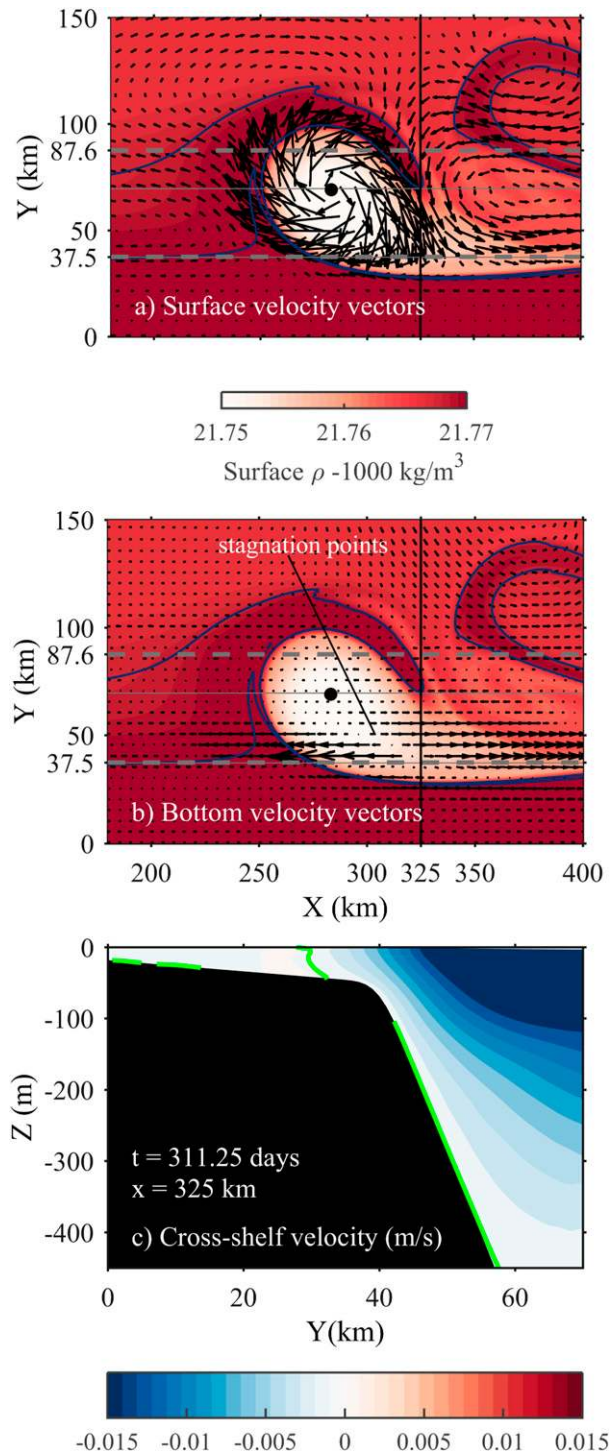 150
100
87.6
50
37.5
0
Y (km)
a) Surface velocity vectors
21.75 21.76 21.77
Surface ρ -1000 kg/m³
150
100
87.6
50
37.5
0
Y (km)
stagnation points
b) Bottom velocity vectors
200 250 300 325 350 400
X (km)
0
-100
-200
-300
-400
Z (m)
t = 311.25 days
x = 325 km
c) Cross-shelf velocity (m/s)
0 20 40 60
Y(km)
-0.015 -0.01 -0.005 0 0.005 0.01 0.015